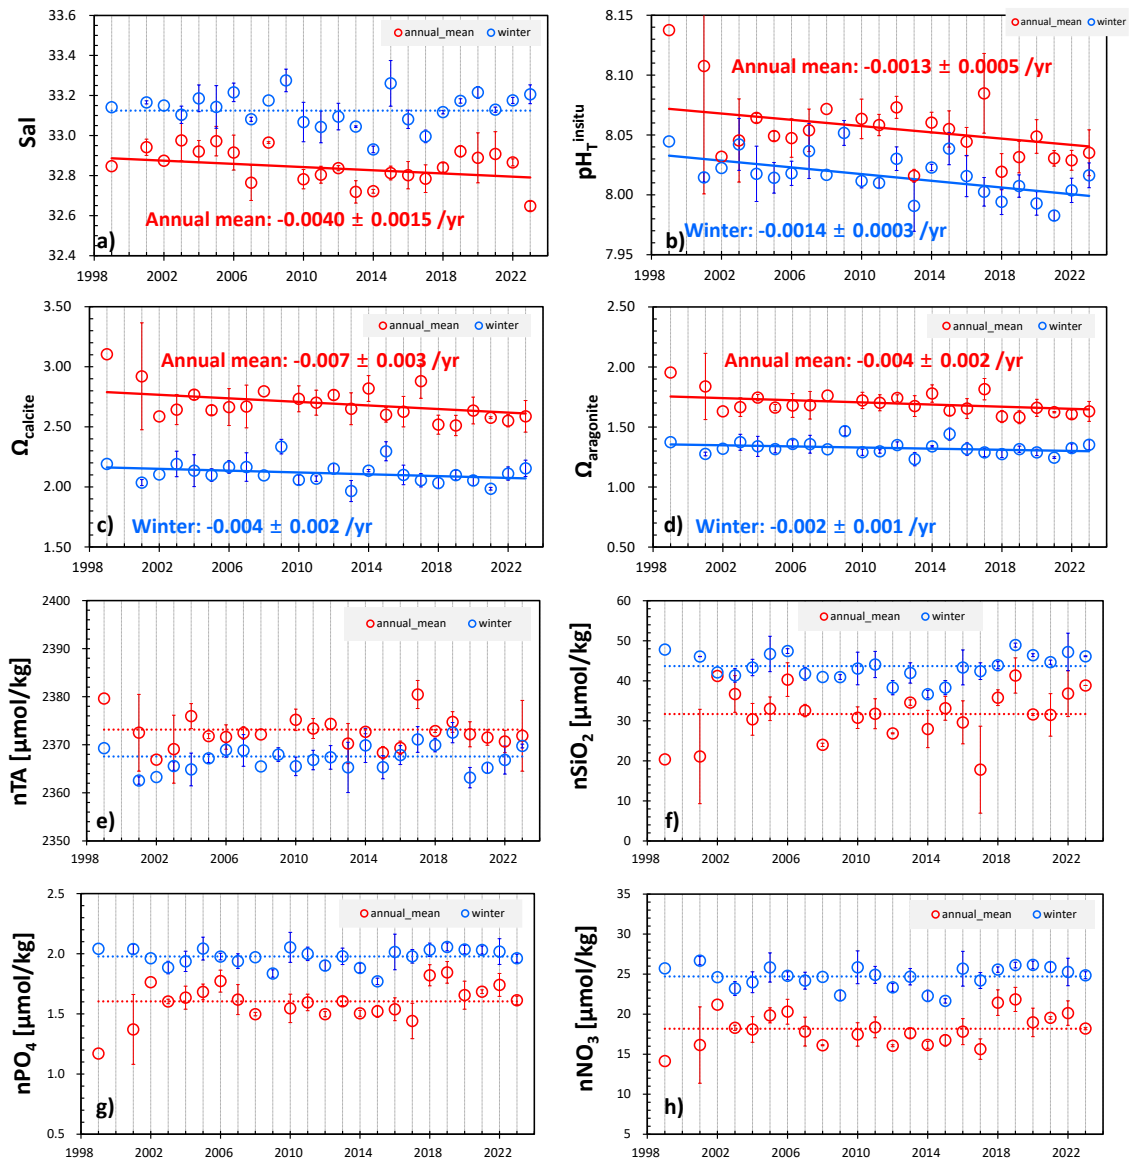 annual_mean winter
33.6
33.4
33.2
33.0
32.8
32.6
32.4
Sal
Annual mean: -0.0040 ± 0.0015 /yr
a)
1998 2002 2006 2010 2014 2018 2022
annual_mean winter
8.15
8.10
8.05
8.00
7.95
pHT insitu
Annual mean: -0.0013 ± 0.0005 /yr
Winter: -0.0014 ± 0.0003 /yr
b)
1998 2002 2006 2010 2014 2018 2022
annual_mean winter
3.50
3.00
2.50
2.00
1.50
Ωcalcite
Annual mean: -0.007 ± 0.003 /yr
Winter: -0.004 ± 0.002 /yr
c)
1998 2002 2006 2010 2014 2018 2022
annual_mean winter
2.50
2.00
1.50
1.00
0.50
Ωaragonite
Annual mean: -0.004 ± 0.002 /yr
Winter: -0.002 ± 0.001 /yr
d)
1998 2002 2006 2010 2014 2018 2022
annual_mean winter
2400
2390
2380
2370
2360
2350
nTA [µmol/kg]
e)
1998 2002 2006 2010 2014 2018 2022
annual_mean winter
60
50
40
30
20
10
0
nSiO2 [µmol/kg]
f)
1998 2002 2006 2010 2014 2018 2022
annual_mean winter
2.5
2.0
1.5
1.0
0.5
nPO4 [µmol/kg]
g)
1998 2002 2006 2010 2014 2018 2022
annual_mean winter
35
30
25
20
15
10
5
nNO3 [µmol/kg]
h)
1998 2002 2006 2010 2014 2018 2022